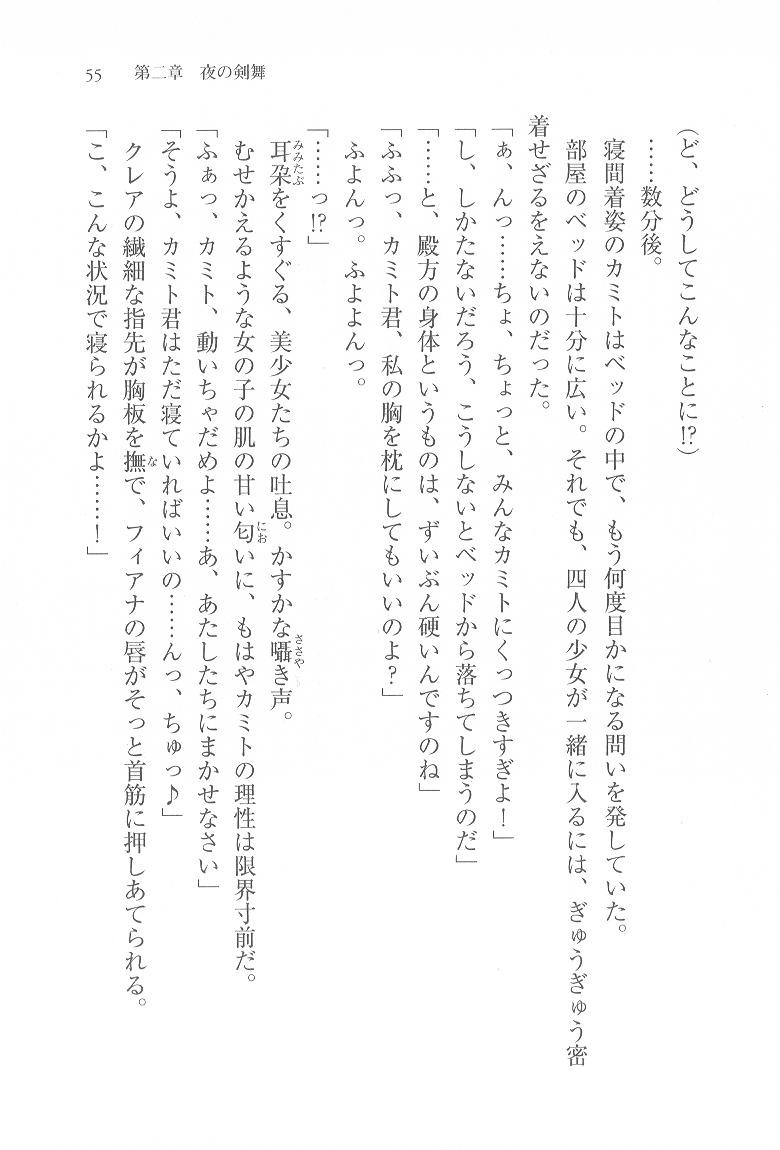 55　第二章　夜の剣舞
(ど、どうしてこんなことに!?)
……数分後。
寝間着姿のカミトはベッドの中で、もう何度目かになる問いを発していた。
部屋のベッドは十分に広い。それでも、四人の少女が一緒に入るには、ぎゅうぎゅう密
着せざるをえないのだった。
「ぁ、んっ……ちょ、ちょっと、みんなカミトにくっつきすぎよ！」
「し、しかたないだろう、こうしないとベッドから落ちてしまうのだ」
「……と、殿方の身体というものは、ずいぶん硬いんですのね」
「ふふっ、カミト君、私の胸を枕にしてもいいのよ？」
ふよんっ。ふよよんっ。
「……っ!?」
耳朶をくすぐる、美少女たちの吐息。かすかな囁き声。
むせかえるような女の子の肌の甘い匂いに、もはやカミトの理性は限界寸前だ。
「ふぁっ、カミト、動いちゃだめよ……あ、あたしたちにまかせなさい」
「そうよ、カミト君はただ寝ていればいいの……んっ、ちゅっ♪」
クレアの繊細な指先が胸板を撫で、フィアナの唇がそっと首筋に押しあてられる。
「こ、こんな状況で寝られるかよ……！」